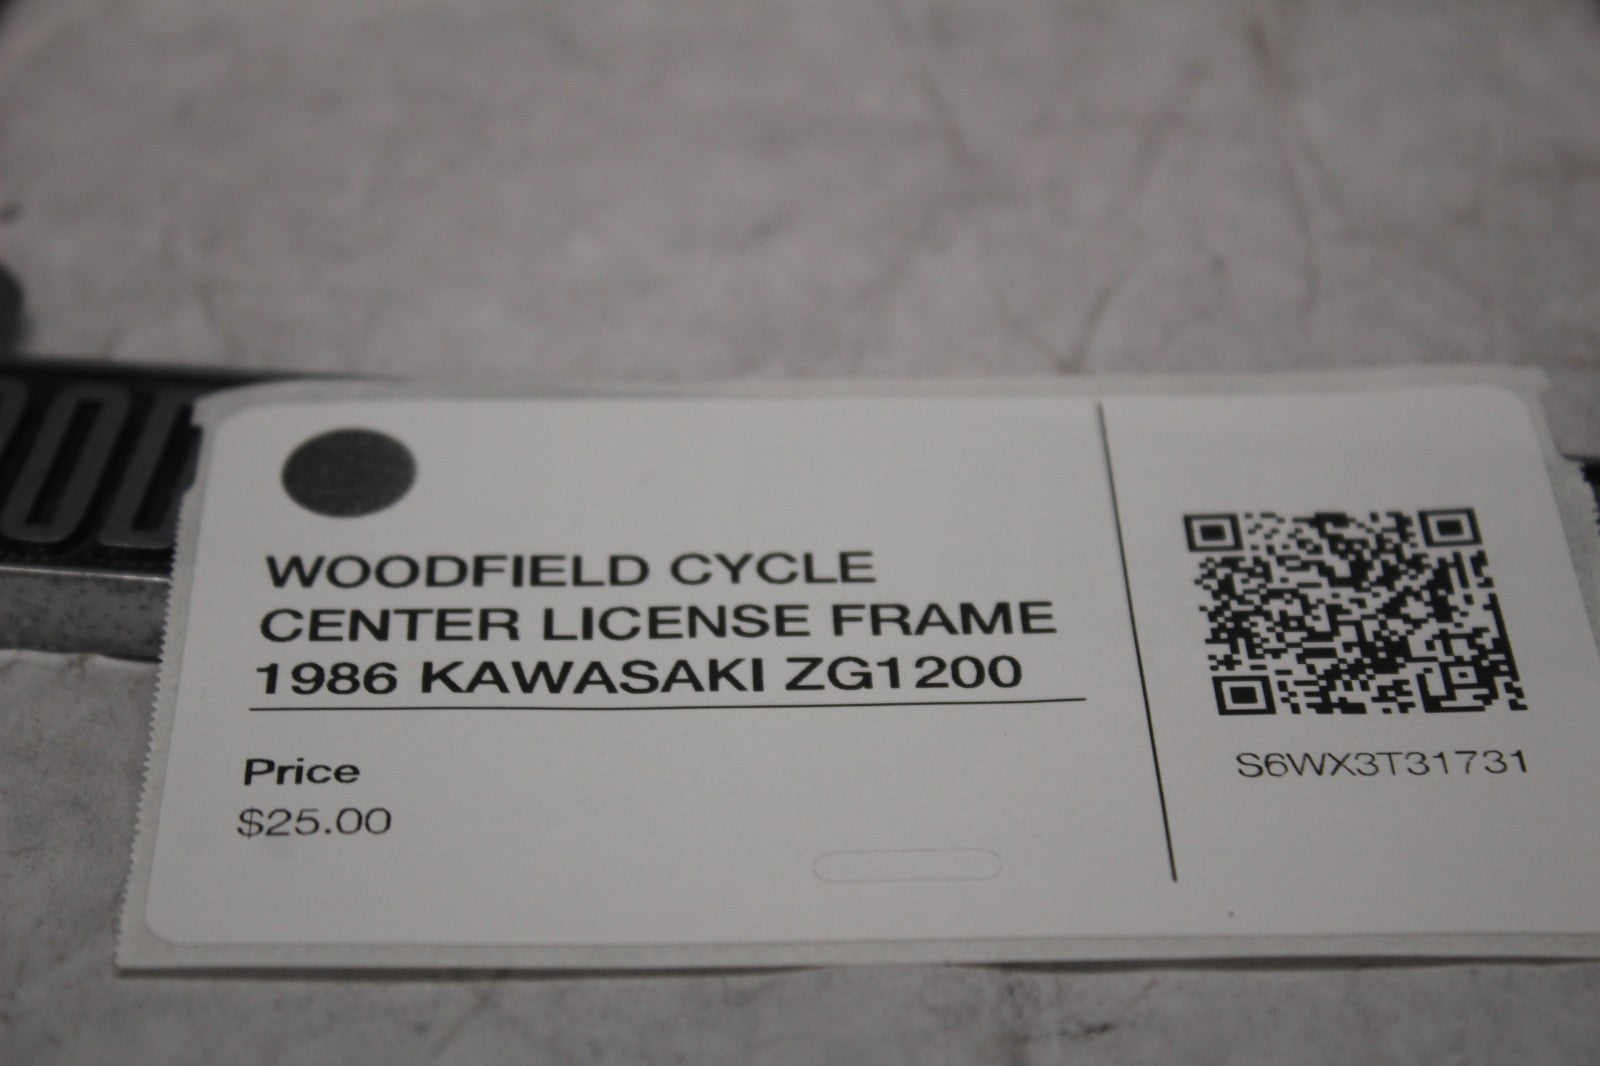 WOODFIELD CYCLE
CENTER LICENSE FRAME
1986 KAWASAKI ZG1200
Price
$25.00
S6WX3T31731